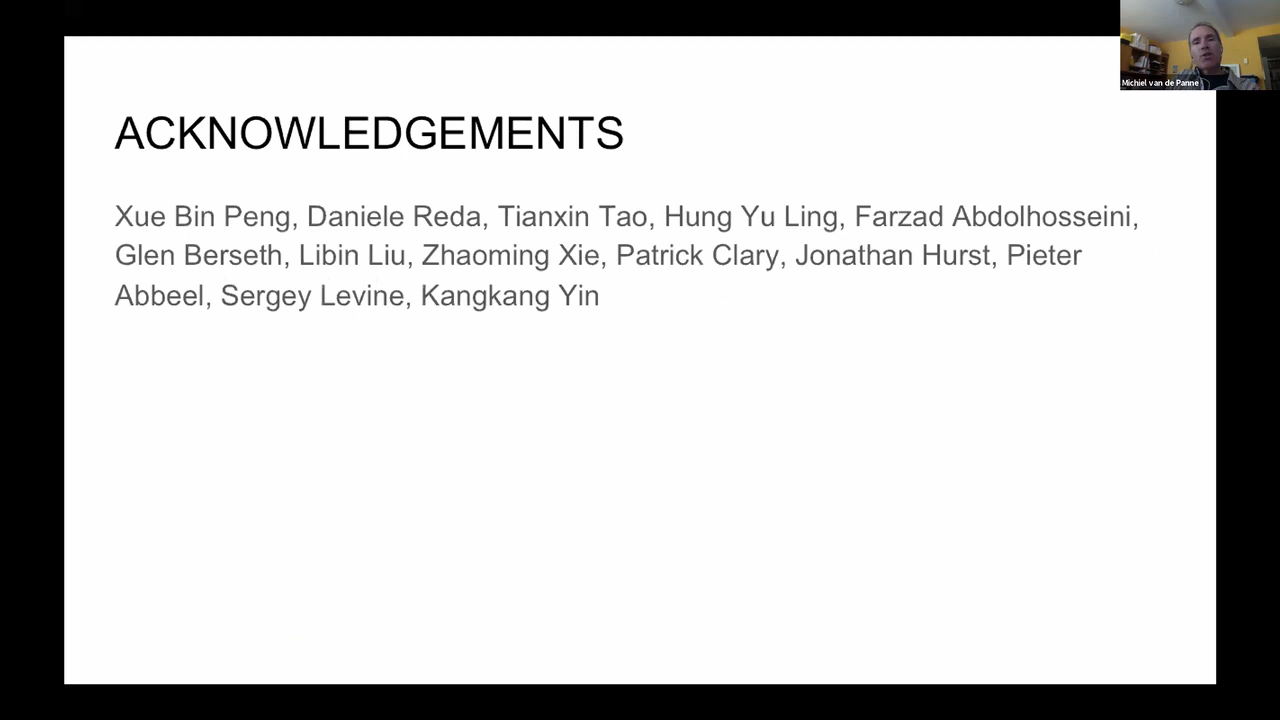 Michiel van de Panne
ACKNOWLEDGEMENTS
Xue Bin Peng, Daniele Reda, Tianxin Tao, Hung Yu Ling, Farzad Abdolhosseini,
Glen Berseth, Libin Liu, Zhaoming Xie, Patrick Clary, Jonathan Hurst, Pieter
Abbeel, Sergey Levine, Kangkang Yin